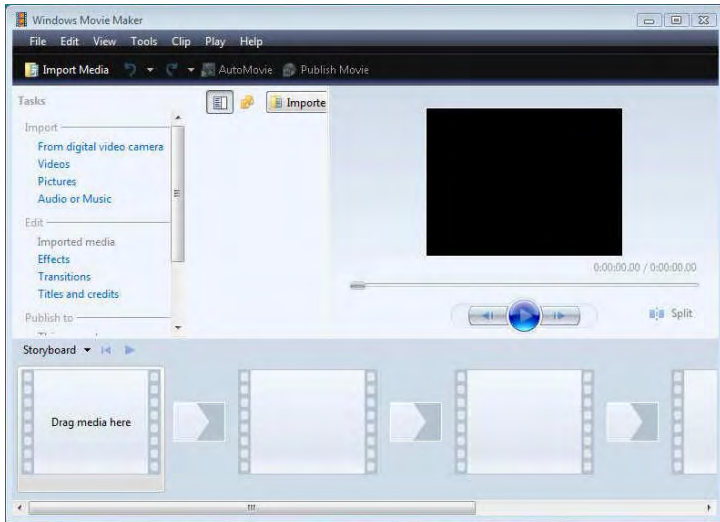 Windows Movie Maker
File Edit View Tools Clip Play Help
Import Media AutoMovie Publish Movie
Tasks
Importe
Import
From digital video camera
Videos
Pictures
Audio or Music
Edit
Imported media
Effects
Transitions
Titles and credits
Publish to
0:00:00.00 / 0:00:00.00
Split
Storyboard
Drag media here